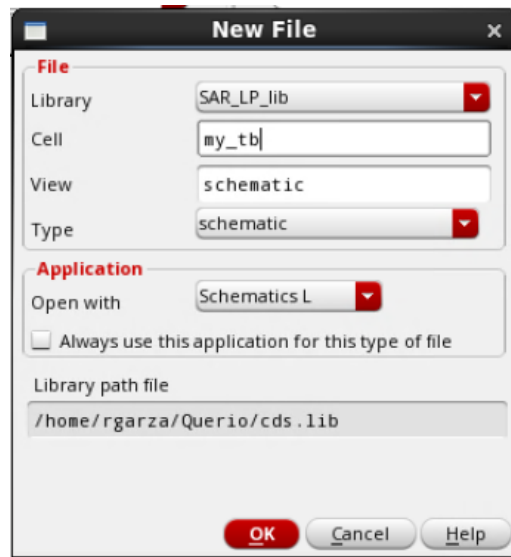 New File
File
Library SAR_LP_lib
Cell my_tb
View schematic
Type schematic
Application
Open with Schematics L
Always use this application for this type of file
Library path file
/home/rgarza/Querio/cds.lib
OK Cancel Help